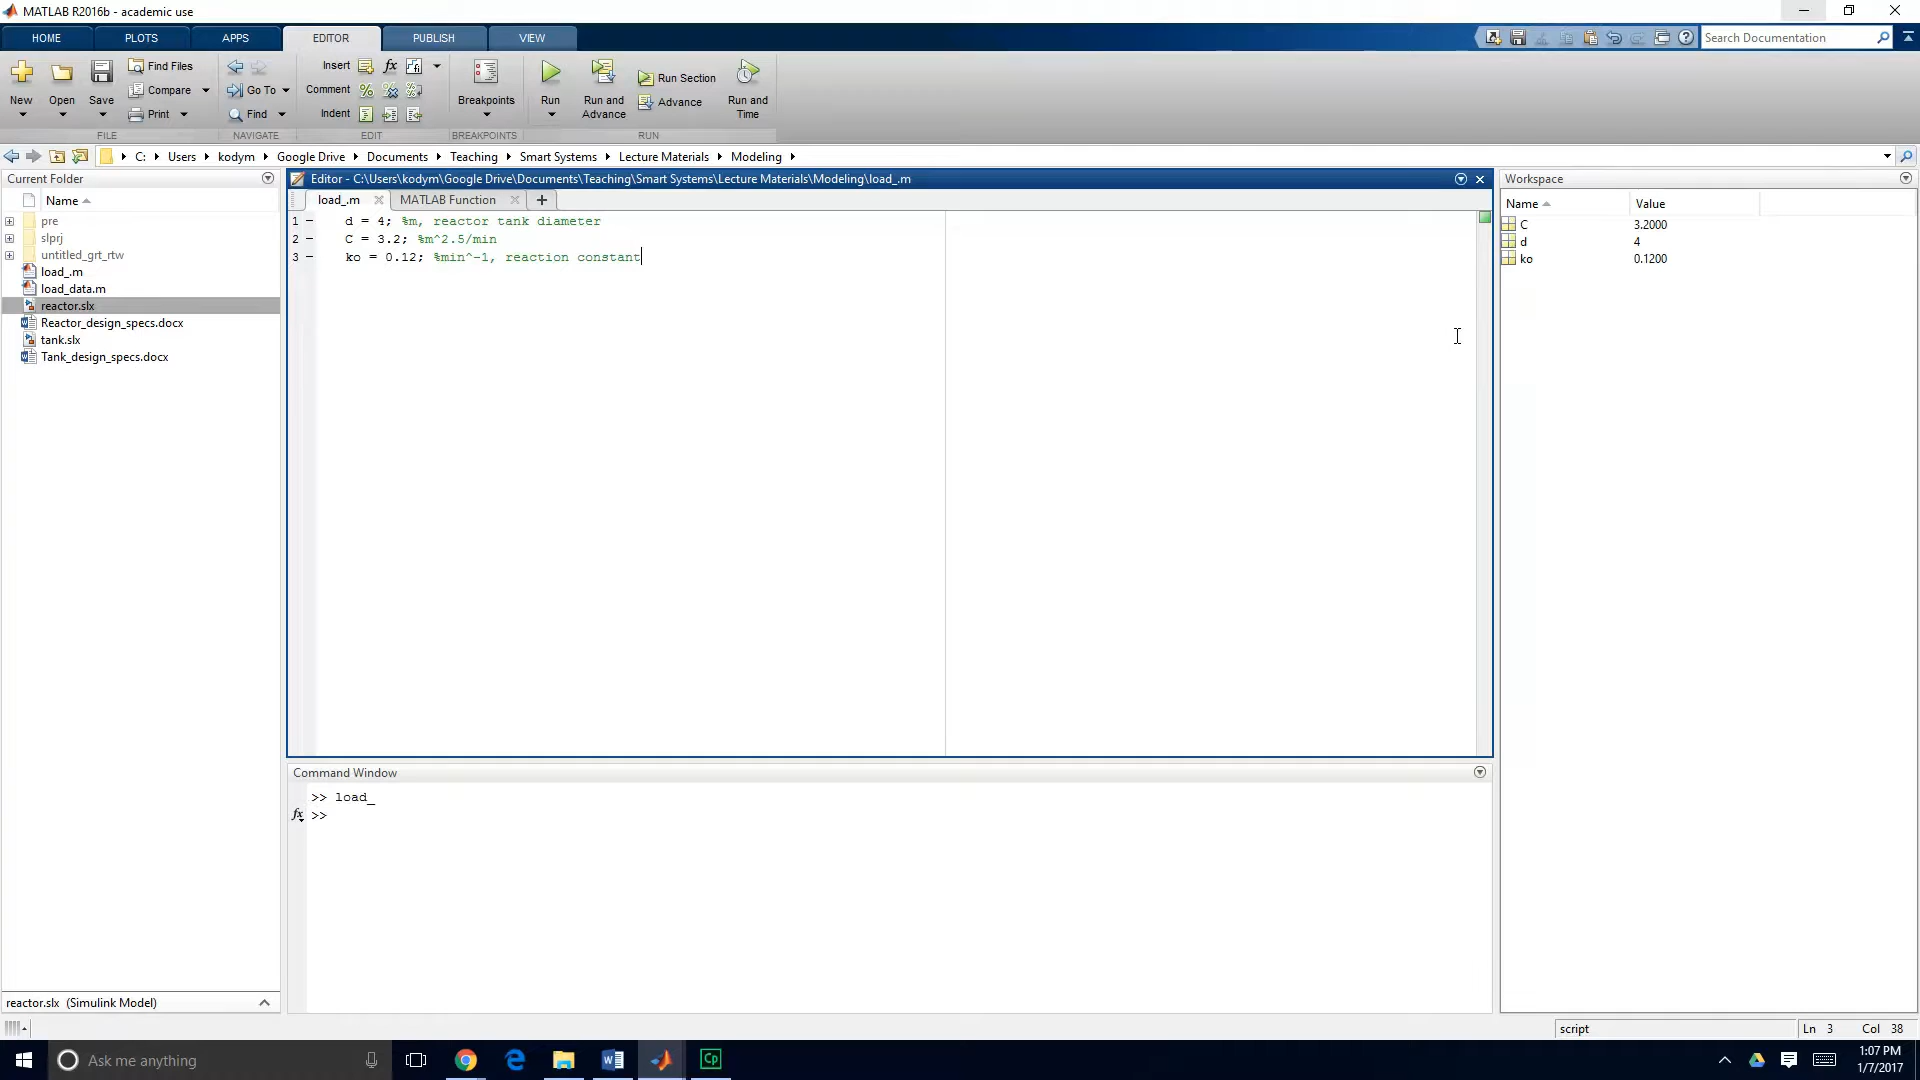 MATLAB R2016b - academic use
HOME PLOTS APPS EDITOR PUBLISH VIEW
Search Documentation
New Open Save Find Files Compare Print
Go To Find
Insert fx
Comment
Indent
Breakpoints
Run
Run and Advance
Run Section
Advance
Run and Time
FILE NAVIGATE EDIT BREAKPOINTS RUN
C: Users kodym Google Drive Documents Teaching Smart Systems Lecture Materials Modeling
Current Folder
Name
pre
slprj
untitled_grt_rtw
load_.m
load_data.m
reactor.slx
Reactor_design_specs.docx
tank.slx
Tank_design_specs.docx
reactor.slx (Simulink Model)
Editor - C:\Users\kodym\Google Drive\Documents\Teaching\Smart Systems\Lecture Materials\Modeling\load_.m
load_.m MATLAB Function
1 - d = 4; %m, reactor tank diameter
2 - C = 3.2; %m^2.5/min
3 - ko = 0.12; %min^-1, reaction constant
Command Window
>> load_
fx >>
Workspace
Name Value
C 3.2000
d 4
ko 0.1200
script Ln 3 Col 38
Ask me anything
Cp
1:07 PM
1/7/2017